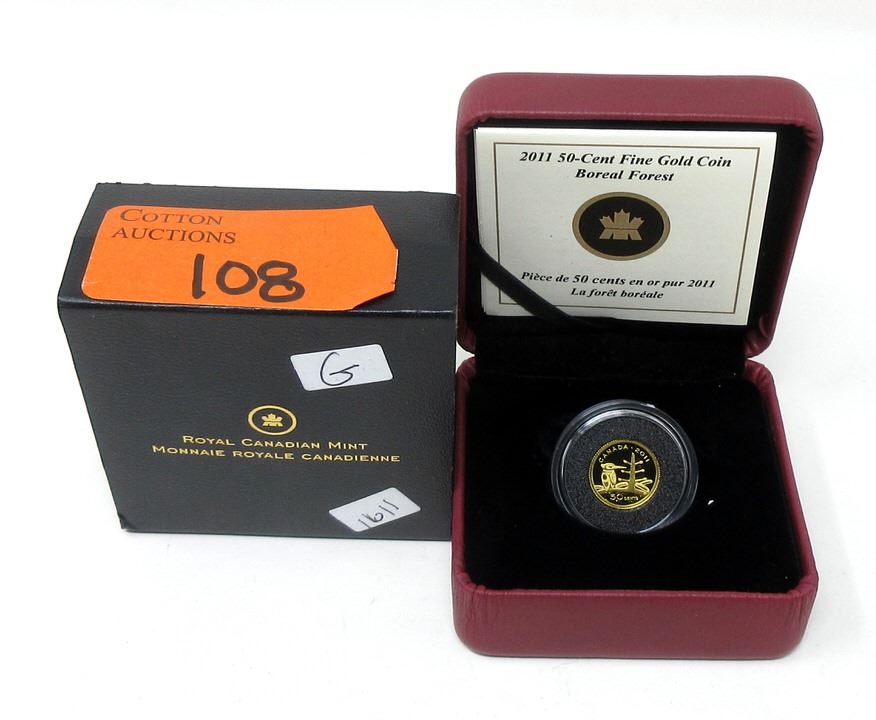 COTTON
AUCTIONS
108
G
ROYAL CANADIAN MINT
MONNAIE ROYALE CANADIENNE
1611
2011 50-Cent Fine Gold Coin
Boreal Forest
Pièce de 50 cents en or pur 2011
La forêt boréale
CANADA · 2011
50 CENTS